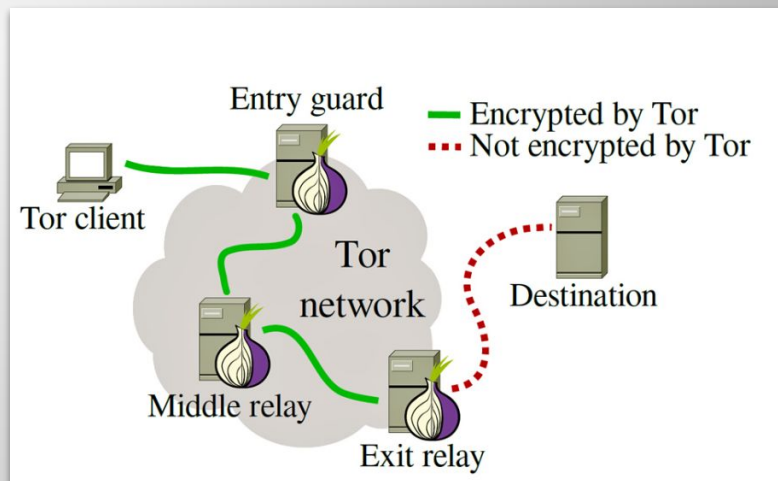 Entry guard
Encrypted by Tor
Not encrypted by Tor
Tor client
Tor
network
Destination
Middle relay
Exit relay